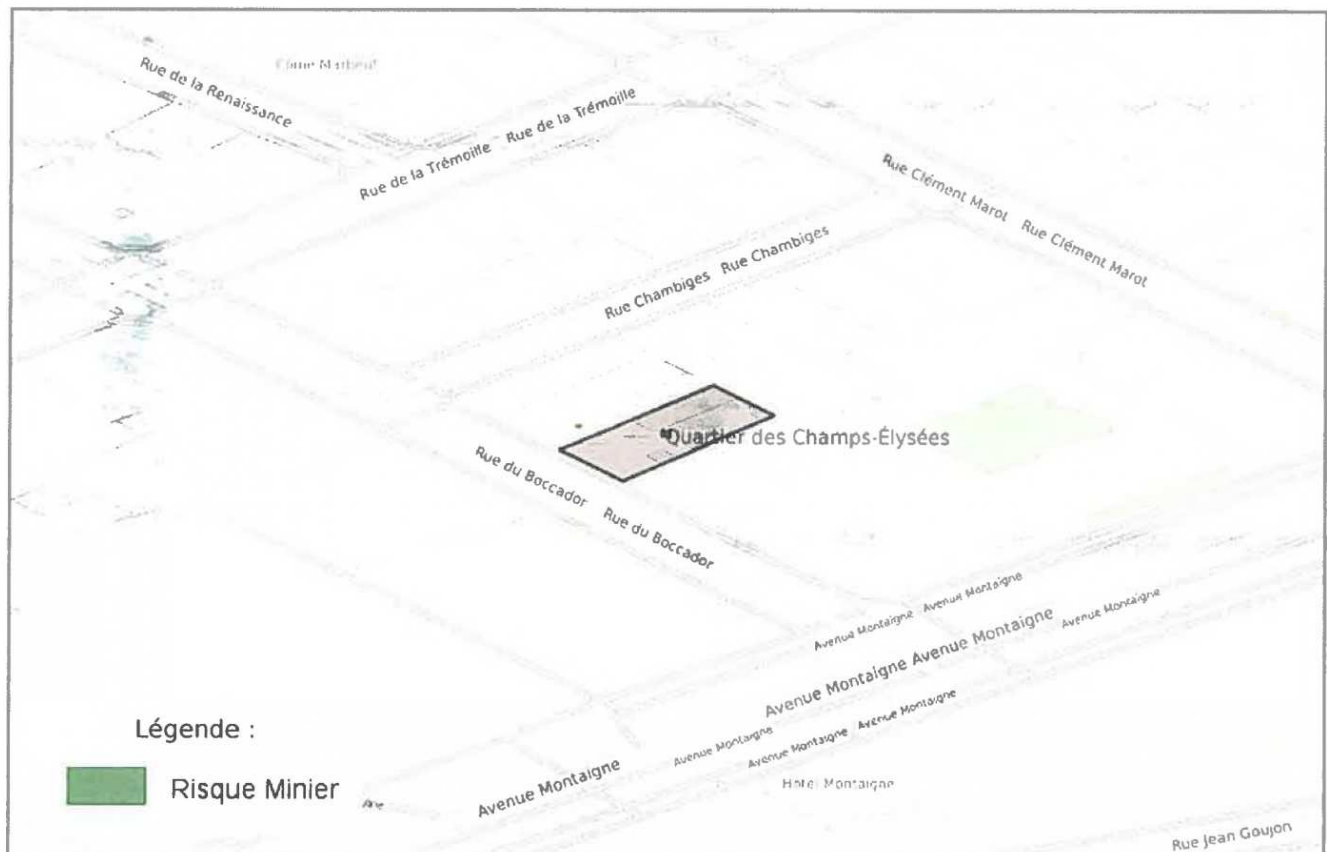 Rue de la Renaissance
Rue de la Trémoille Rue de la Trémoille
Rue Clément Marot Rue Clément Marot
Rue Chambiges Rue Chambiges
Quartier des Champs-Élysées
Rue du Boccador Rue du Boccador
Avenue Montaigne Avenue Montaigne
Avenue Montaigne
Avenue Montaigne Avenue Montaigne
Avenue Montaigne
Avenue Montaigne Avenue Montaigne
Avenue Montaigne
Hôtel Montaigne
Rue Jean Goujon
Légende :
Risque Minier